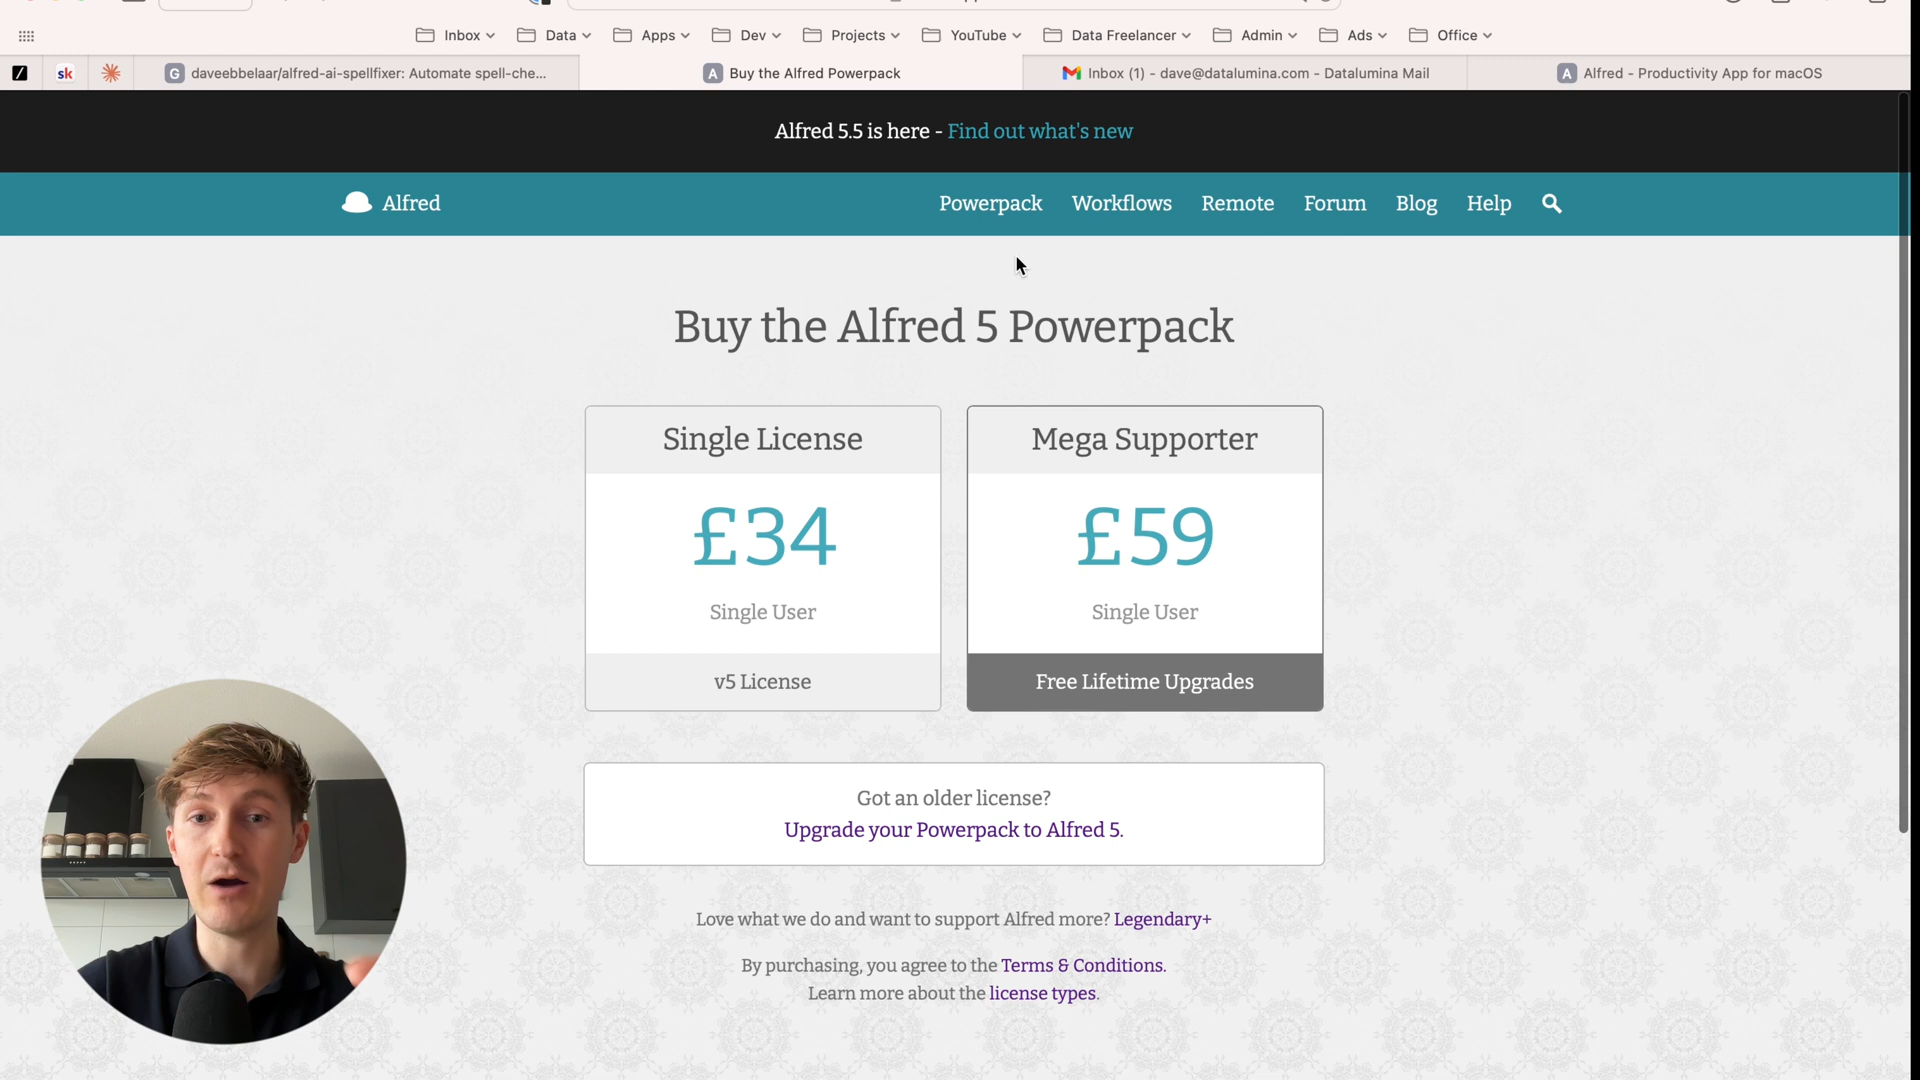 Inbox
Data
Apps
Dev
Projects
YouTube
Data Freelancer
Admin
Ads
Office
sk
G daveebbelaar/alfred-ai-spellfixer: Automate spell-che...
A Buy the Alfred Powerpack
Inbox (1) - dave@datalumina.com - Datalumina Mail
A Alfred - Productivity App for macOS
Alfred 5.5 is here - Find out what's new
Alfred
Powerpack
Workflows
Remote
Forum
Blog
Help
Buy the Alfred 5 Powerpack
Single License
£34
Single User
v5 License
Mega Supporter
£59
Single User
Free Lifetime Upgrades
Got an older license?
Upgrade your Powerpack to Alfred 5.
Love what we do and want to support Alfred more? Legendary+
By purchasing, you agree to the Terms & Conditions.
Learn more about the license types.